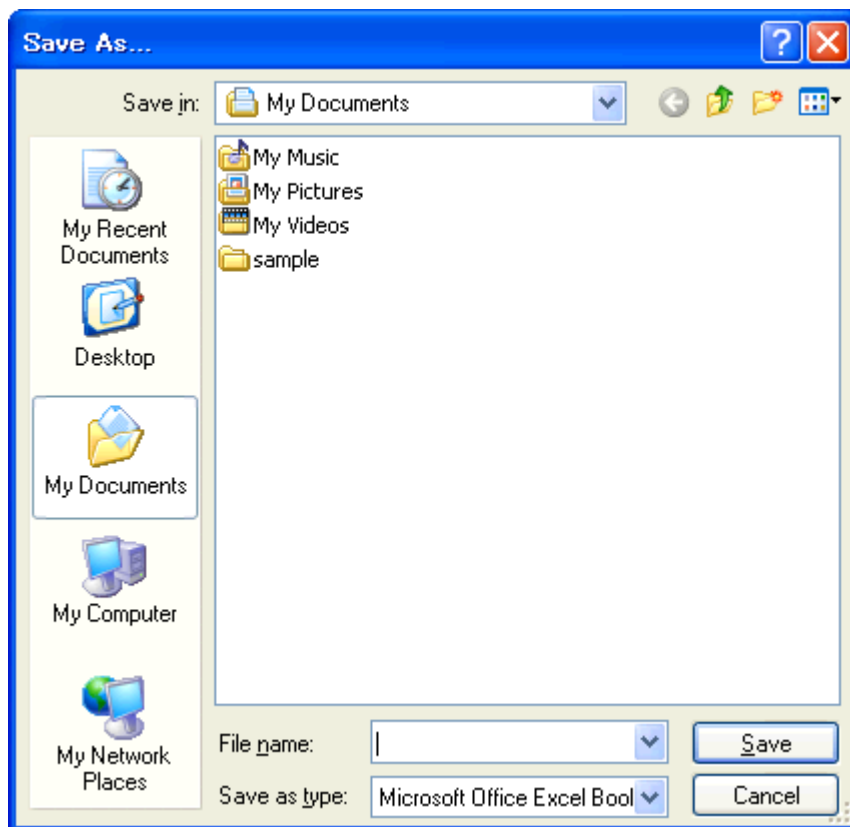 Save As...
Save in:
My Documents
My Recent
Documents
Desktop
My Documents
My Computer
My Network
Places
My Music
My Pictures
My Videos
sample
File name:
Save
Save as type:
Microsoft Office Excel Bool
Cancel